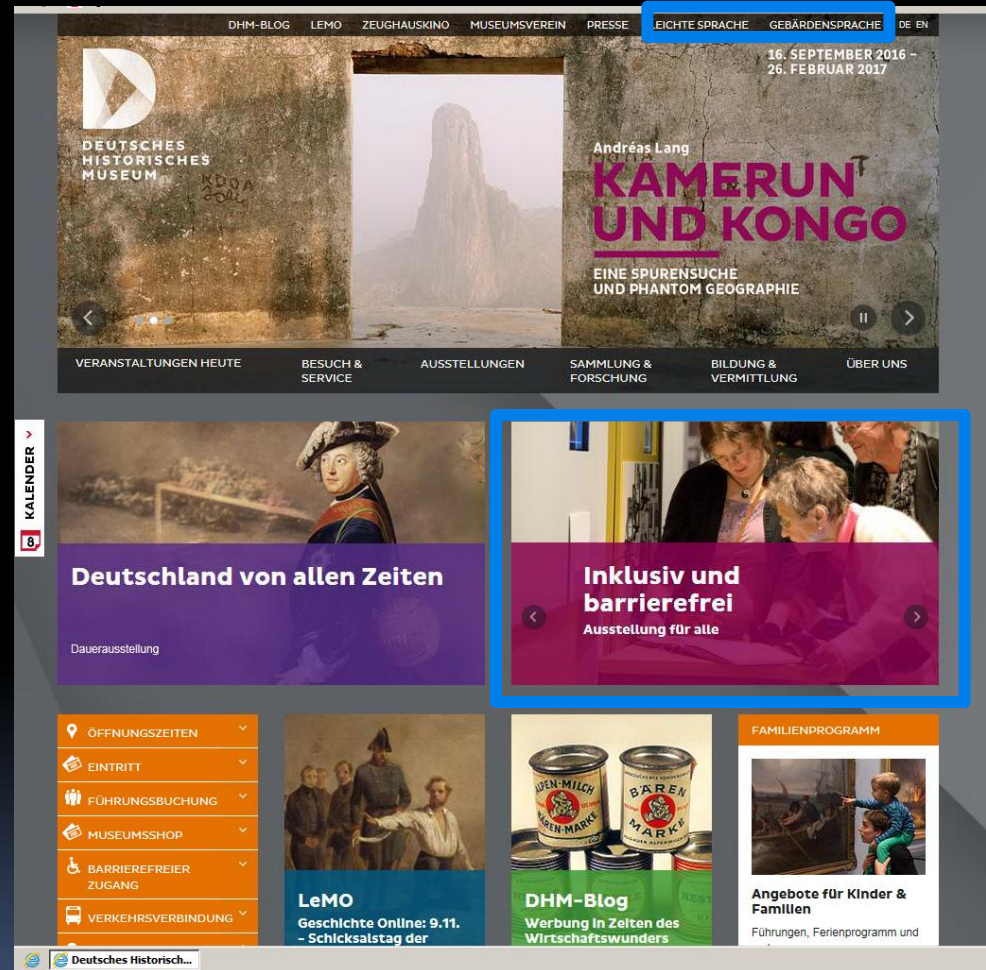 DHM-BLOG LEMO ZEUGHAUSKINO MUSEUMSVEREIN PRESSE LEICHTE SPRACHE GEBÄRDENSPRACHE DE EN
16. SEPTEMBER 2016 –
26. FEBRUAR 2017
DEUTSCHES
HISTORISCHES
MUSEUM
Andréas Lang
KAMERUN
UND KONGO
EINE SPURENSUCHE
UND PHANTOM GEOGRAPHIE
VERANSTALTUNGEN HEUTE
BESUCH &
SERVICE
AUSSTELLUNGEN
SAMMLUNG &
FORSCHUNG
BILDUNG &
VERMITTLUNG
ÜBER UNS
8 KALENDER >
Deutschland von allen Zeiten
Dauerausstellung
Inklusiv und
barrierefrei
Ausstellung für alle
ÖFFNUNGSZEITEN
EINTRITT
FÜHRUNGSBUCHUNG
MUSEUMSSHOP
BARRIEREFREIER
ZUGANG
VERKEHRSVERBINDUNG
LeMO
Geschichte Online: 9.11.
- Schicksalstag der
ALPEN-MILCH
BÄREN-MARKE
BÄREN
MARKE
DHM-Blog
Werbung in Zeiten des
Wirtschaftswunders
FAMILIENPROGRAMM
Angebote für Kinder &
Familien
Führungen, Ferienprogramm und
Deutsches Historisch...